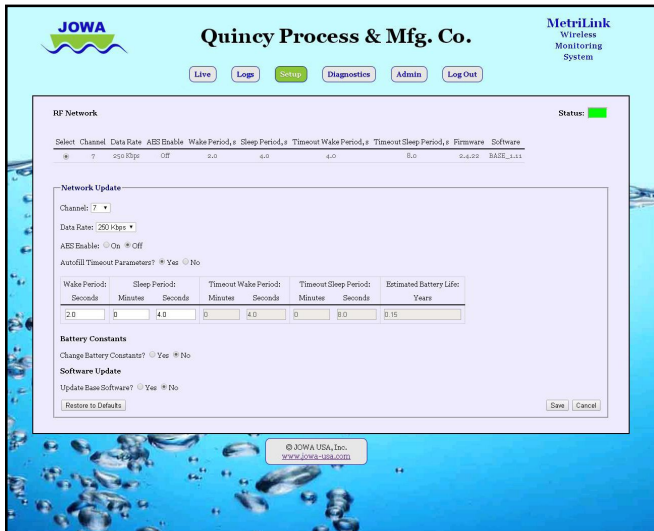 JOWA
Quincy Process & Mfg. Co.
MetriLink
Wireless
Monitoring
System
Live Logs Setup Diagnostics Admin Log Out
RF Network
Status:
Select Channel Data Rate AES Enable Wake Period, s Sleep Period, s Timeout Wake Period, s Timeout Sleep Period, s Firmware Software
7 250 Kbps Off 2.0 4.0 4.0 8.0 2.4.22 BASE_1.11
Network Update
Channel: 7
Data Rate: 250 Kbps
AES Enable: On Off
Autofill Timeout Parameters? Yes No
Wake Period: Sleep Period: Timeout Wake Period: Timeout Sleep Period: Estimated Battery Life:
Seconds Minutes Seconds Minutes Seconds Minutes Seconds Years
2.0 0 4.0 0 4.0 0 8.0 0.15
Battery Constants
Change Battery Constants? Yes No
Software Update
Update Base Software? Yes No
Restore to Defaults
Save Cancel
© JOWA USA, Inc.
www.jowa-usa.com